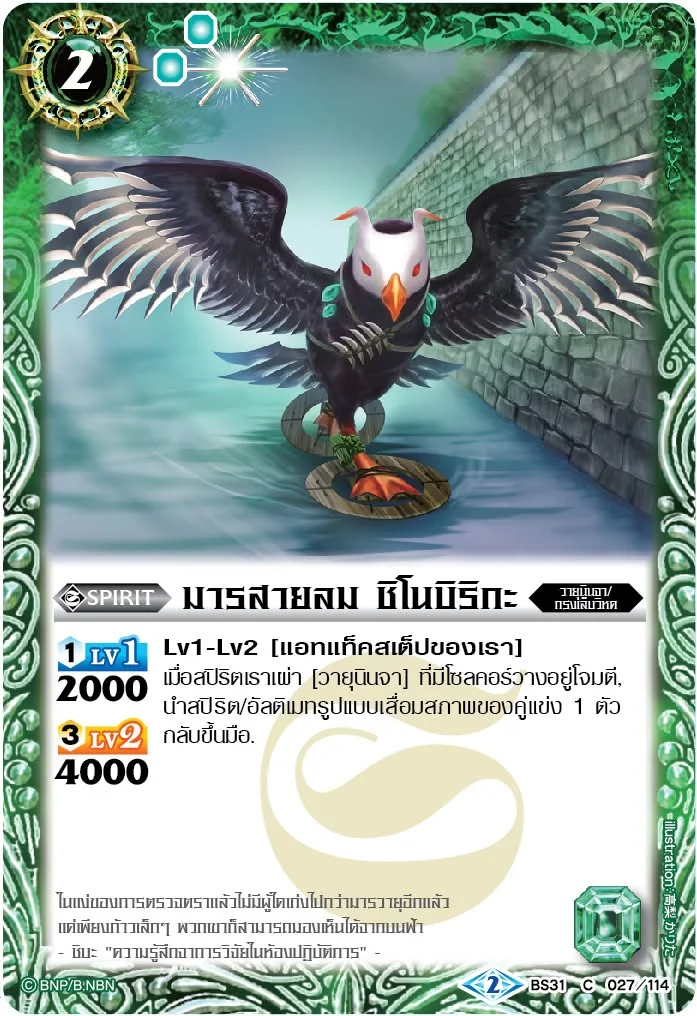 2
SPIRIT
มารสายลม ชิโนบิริกะ
วายุนินจา/
กรงเล็บวิหค
1 LV1
2000
3 LV2
4000
Lv1-Lv2 [แอทแท็คสเต็ปของเรา]
เมื่อสปิริตเราเผ่า [วายุนินจา] ที่มีโซลคอร์วางอยู่โจมตี,
นำสปิริต/อัลติเมทรูปแบบเสื่อมสภาพของคู่แข่ง 1 ตัว
กลับขึ้นมือ.
ในแง่ของการตรวจตราแล้วไม่มีผู้ใดเก่งไปกว่ามารวายุอีกแล้ว
แต่เพียงก้าวเล็กๆ พวกเขาก็สามารถมองเห็นได้จากบนฟ้า
- ชิบะ "ความรู้สึกจาการวิจัยในห้องปฏิบัติการ" -
illustration 高梨かりた
©BNP/B,NBN
2
BS31 C 027/114